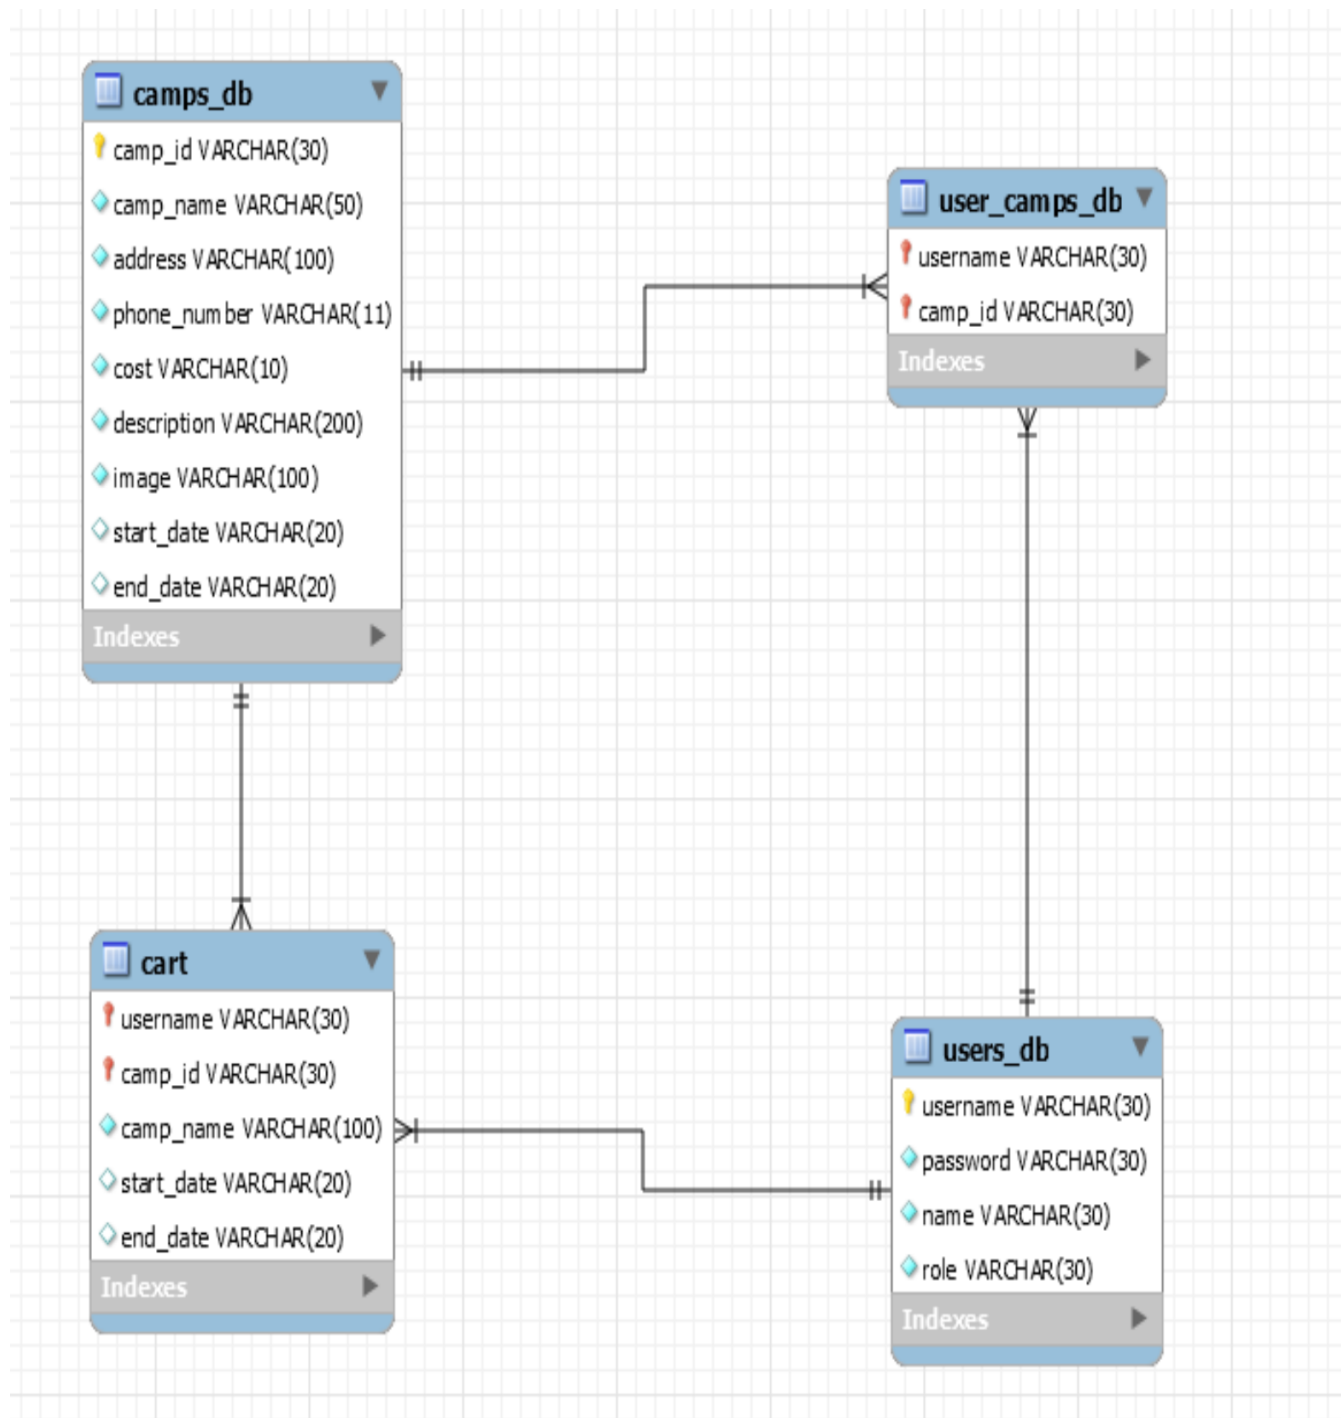 camps_db
camp_id VARCHAR(30)
camp_name VARCHAR(50)
address VARCHAR(100)
phone_number VARCHAR(11)
cost VARCHAR(10)
description VARCHAR(200)
image VARCHAR(100)
start_date VARCHAR(20)
end_date VARCHAR(20)
Indexes
user_camps_db
username VARCHAR(30)
camp_id VARCHAR(30)
Indexes
cart
username VARCHAR(30)
camp_id VARCHAR(30)
camp_name VARCHAR(100)
start_date VARCHAR(20)
end_date VARCHAR(20)
Indexes
users_db
username VARCHAR(30)
password VARCHAR(30)
name VARCHAR(30)
role VARCHAR(30)
Indexes